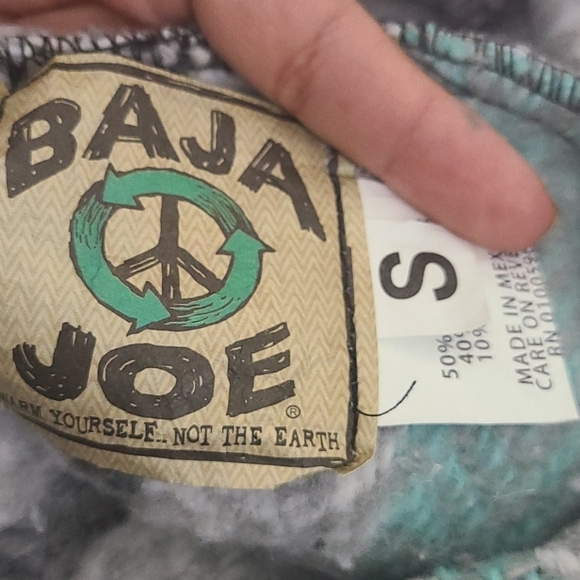 BAJA
JOE®
WARM YOURSELF... NOT THE EARTH
S
50%
40%
10%
MADE IN MEX
CARE ON REVE
RN 0100